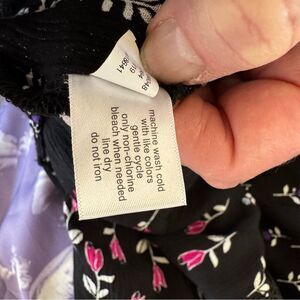 machine wash cold
with like colors
gentle cycle
only non-chlorine
bleach when needed
line dry
do not iron